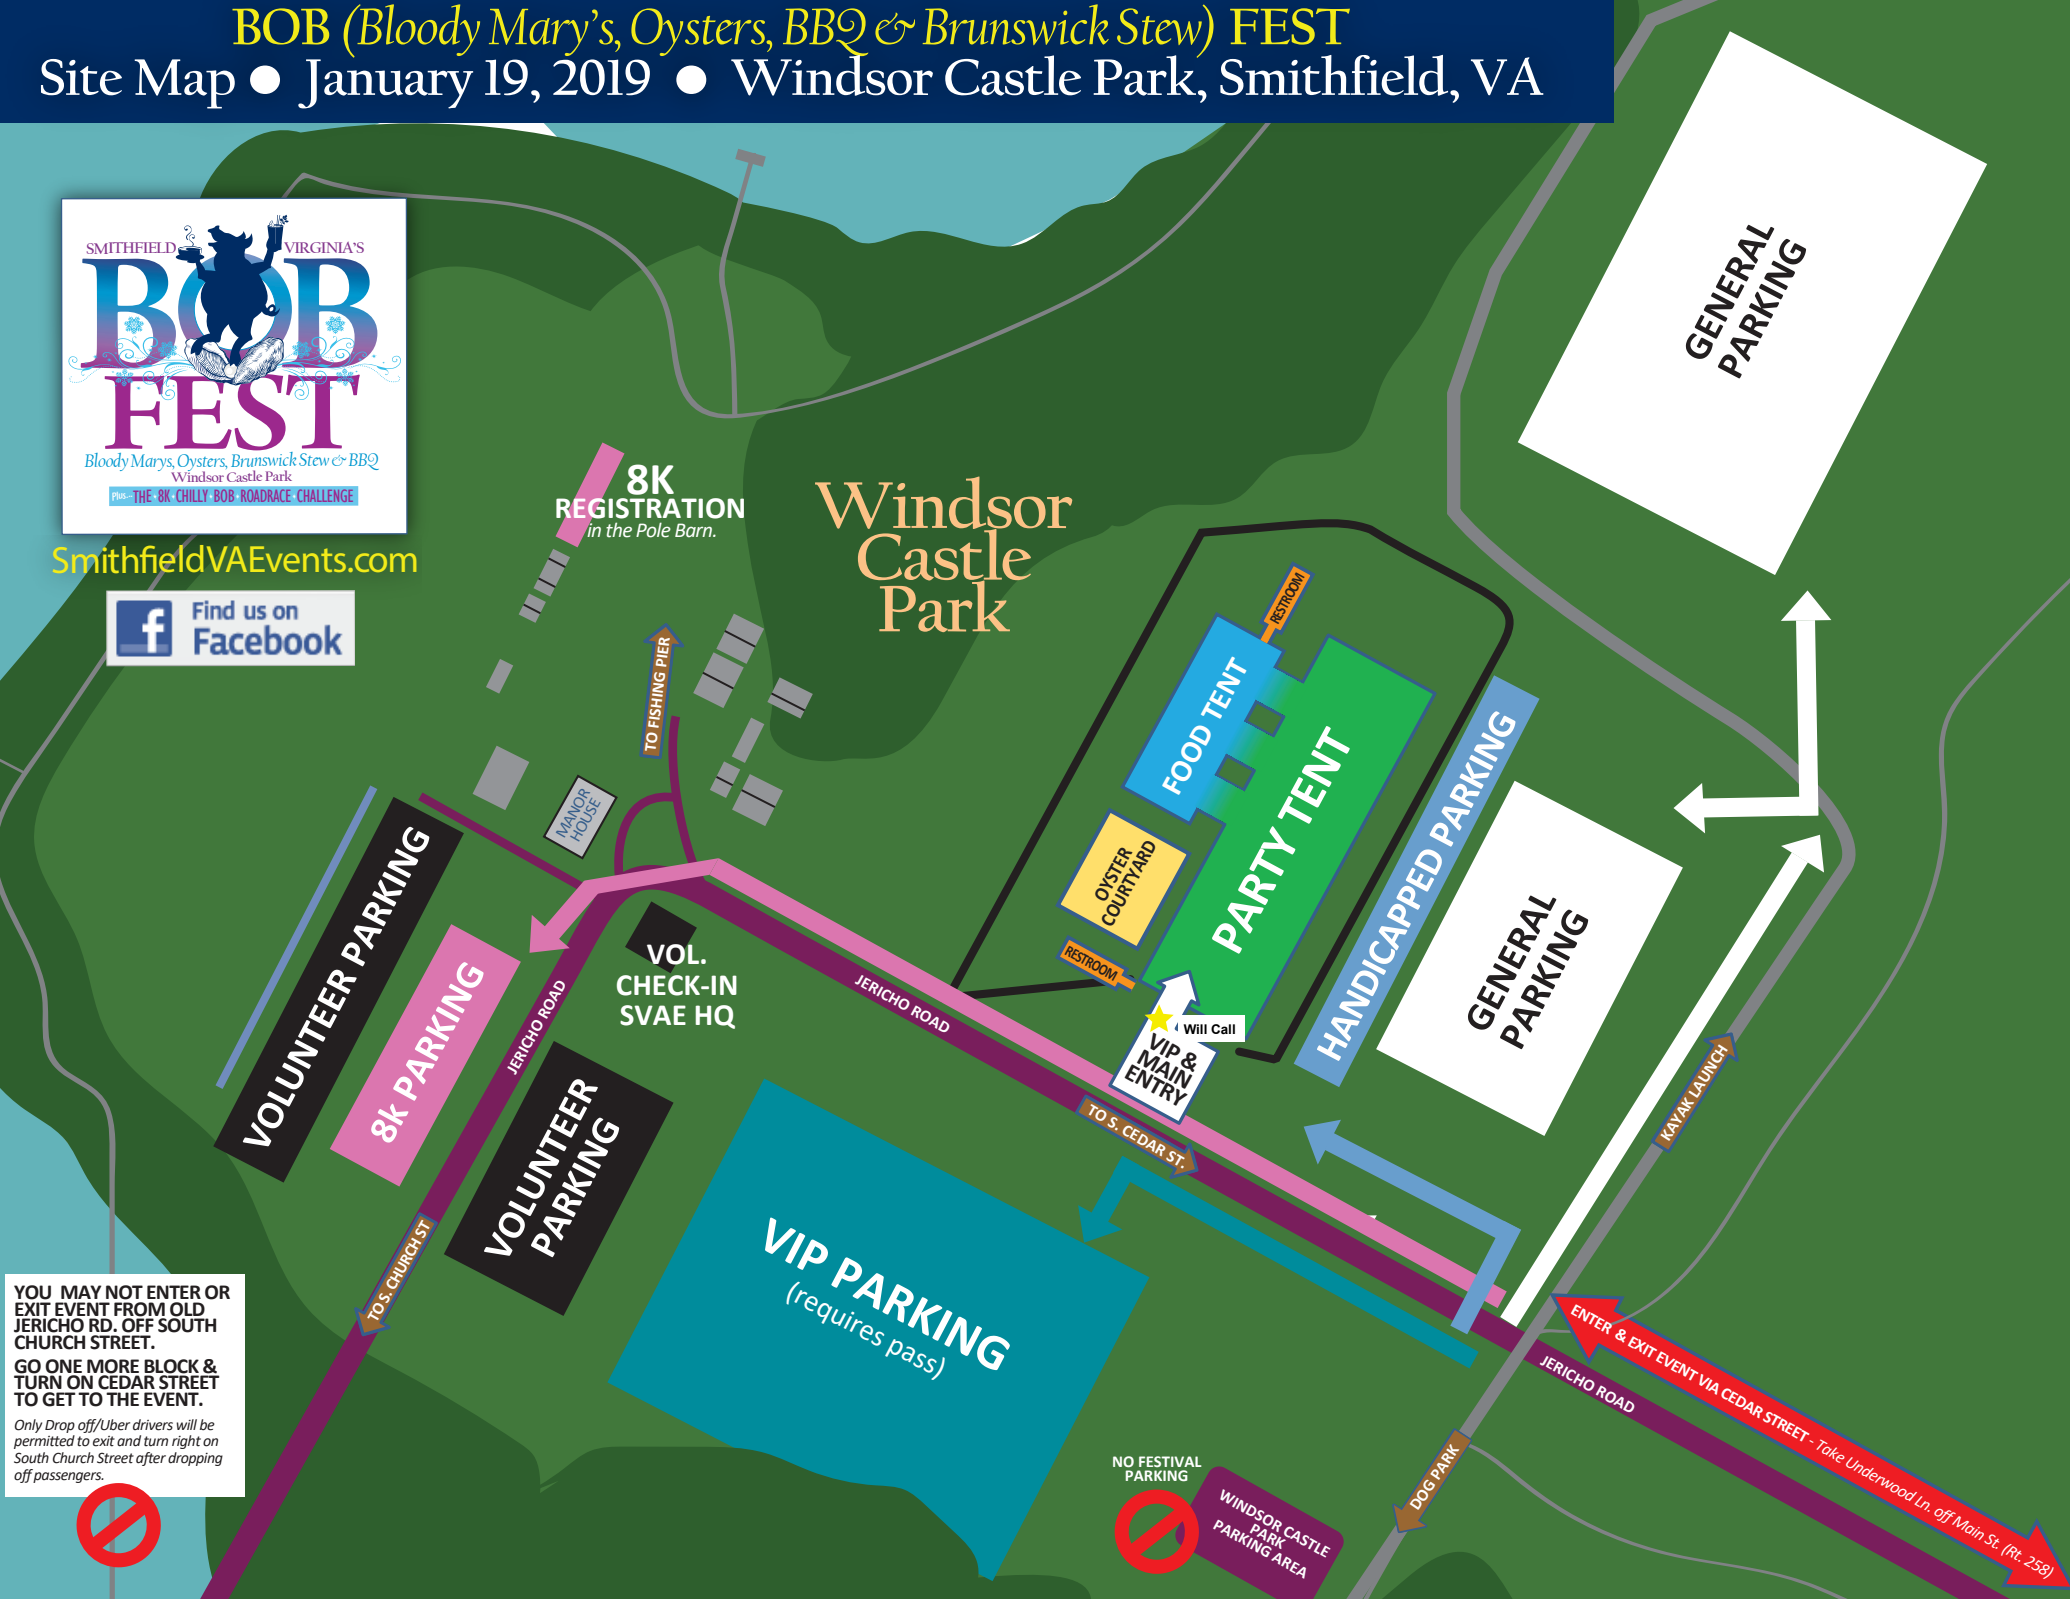 BOB (Bloody Mary's, Oysters, BBQ & Brunswick Stew) FEST
Site Map ● January 19, 2019 ● Windsor Castle Park, Smithfield, VA
SMITHFIELD VIRGINIA'S
BOB
FEST
Bloody Marys, Oysters, Brunswick Stew & BBQ
Windsor Castle Park
Plus... THE 8K CHILLY BOB ROADRACE CHALLENGE
SmithfieldVAEvents.com
f Find us on
Facebook
8K
REGISTRATION
in the Pole Barn.
Windsor
Castle
Park
GENERAL
PARKING
RESTROOM
FOOD TENT
PARTY TENT
OYSTER
COURTYARD
RESTROOM
Will Call
VIP &
MAIN
ENTRY
HANDICAPPED PARKING
GENERAL
PARKING
KAYAK LAUNCH
TO FISHING PIER
MANOR
HOUSE
VOLUNTEER PARKING
8k PARKING
JERICHO ROAD
VOL.
CHECK-IN
SVAE HQ
JERICHO ROAD
VOLUNTEER
PARKING
TO S. CEDAR ST.
TO S. CHURCH ST
VIP PARKING
(requires pass)
ENTER & EXIT EVENT VIA CEDAR STREET - Take Underwood Ln. off Main St. (Rt. 258)
JERICHO ROAD
DOG PARK
NO FESTIVAL
PARKING
WINDSOR CASTLE
PARK
PARKING AREA
YOU MAY NOT ENTER OR
EXIT EVENT FROM OLD
JERICHO RD. OFF SOUTH
CHURCH STREET.
GO ONE MORE BLOCK &
TURN ON CEDAR STREET
TO GET TO THE EVENT.
Only Drop off/Uber drivers will be
permitted to exit and turn right on
South Church Street after dropping
off passengers.